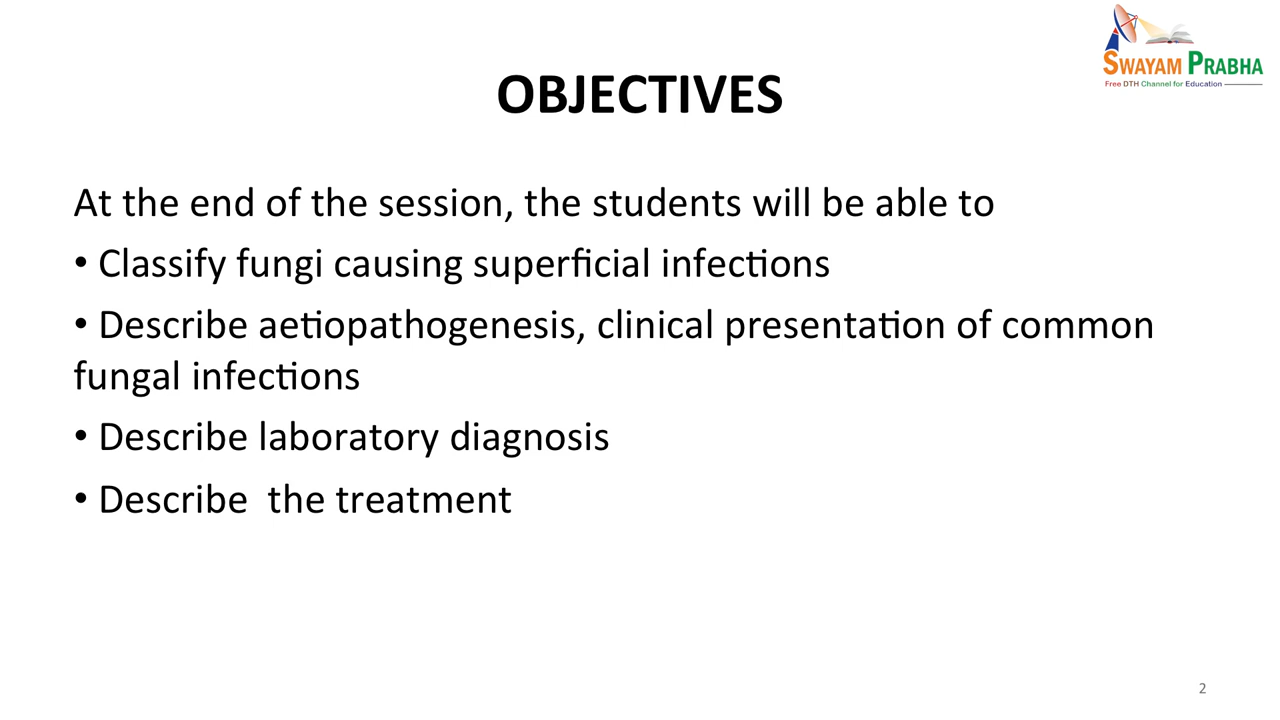 SWAYAM PRABHA
Free DTH Channel for Education
OBJECTIVES
At the end of the session, the students will be able to
• Classify fungi causing superficial infections
• Describe aetiopathogenesis, clinical presentation of common
fungal infections
• Describe laboratory diagnosis
• Describe  the treatment
2